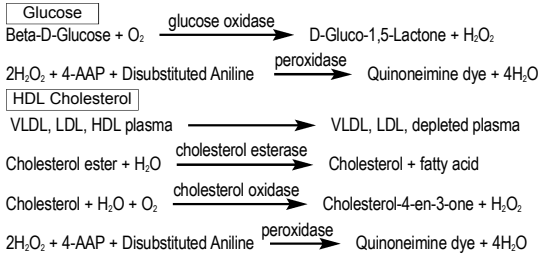 Glucose
glucose oxidase
Beta-D-Glucose + O₂ D-Gluco-1,5-Lactone + H₂O₂
peroxidase
2H₂O₂ + 4-AAP + Disubstituted Aniline Quinoneimine dye + 4H₂O
HDL Cholesterol
VLDL, LDL, HDL plasma VLDL, LDL, depleted plasma
cholesterol esterase
Cholesterol ester + H₂O Cholesterol + fatty acid
cholesterol oxidase
Cholesterol + H₂O + O₂ Cholesterol-4-en-3-one + H₂O₂
peroxidase
2H₂O₂ + 4-AAP + Disubstituted Aniline Quinoneimine dye + 4H₂O